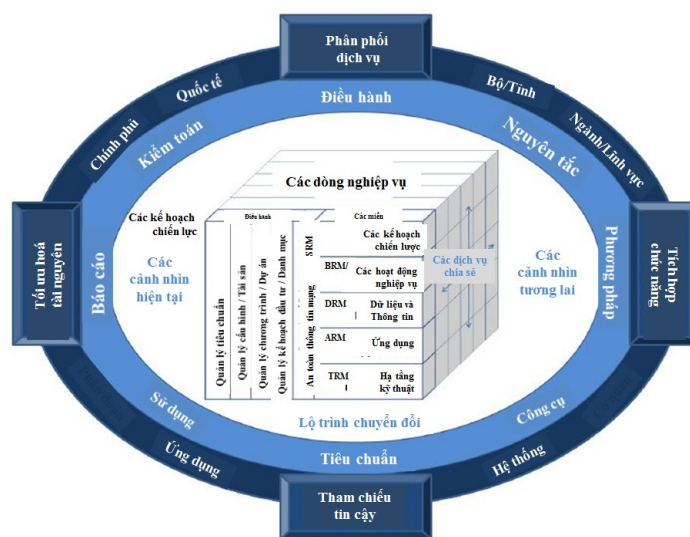 Phân phối
dịch vụ
Quốc tế
Bộ/Tỉnh
Điều hành
Chính phủ
Kiểm toán
Nguyên tắc
Ngành/Lĩnh vực
Các dòng nghiệp vụ
Các kế hoạch
chiến lực
Điều hành
Các miền
Tối ưu hoá
tài nguyên
Báo cáo
Các
cảnh nhìn
hiện tại
Quản lý tiêu chuẩn
Quản lý cấu hình / Tài sản
Quản lý chương trình / Dự án
Quản lý kế hoạch đầu tư / Danh mục
An toàn thông tin mạng
SRM
Các kế hoạch
chiến lược
BRM/
Các hoạt động
nghiệp vụ
DRM
Dữ liệu và
Thông tin
ARM
Ứng dụng
TRM
Hạ tầng
kỹ thuật
Các dịch vụ
chia sẻ
Các
cảnh nhìn
tương lai
Phương pháp
Tích hợp
chức năng
Phân đoạn
Sử dụng
Lộ trình chuyển đổi
Công cụ
Cơ quan
Ứng dụng
Tiêu chuẩn
Hệ thống
Tham chiếu
tin cậy